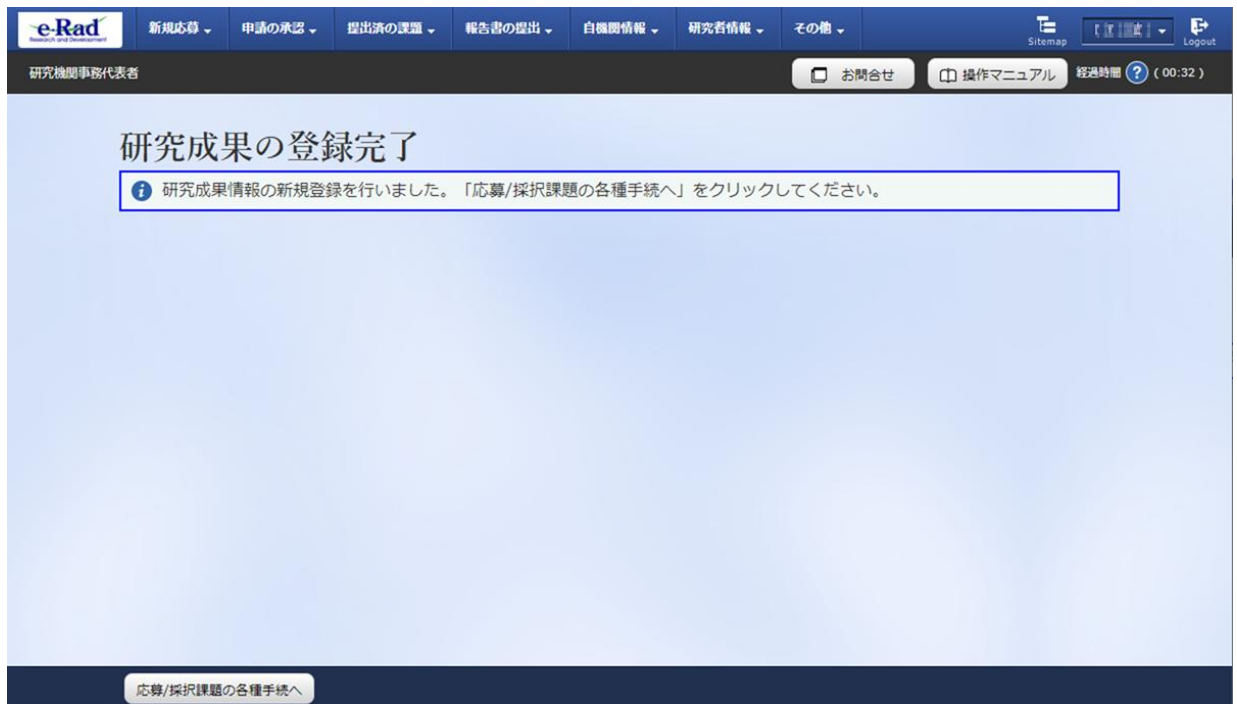 e-Rad
Research and Development
新規応募
申請の承認
提出済の課題
報告書の提出
自機関情報
研究者情報
その他
Sitemap
Logout
研究機関事務代表者
お問合せ
操作マニュアル
経過時間 ? ( 00:32 )
研究成果の登録完了
研究成果情報の新規登録を行いました。「応募/採択課題の各種手続へ」をクリックしてください。
応募/採択課題の各種手続へ